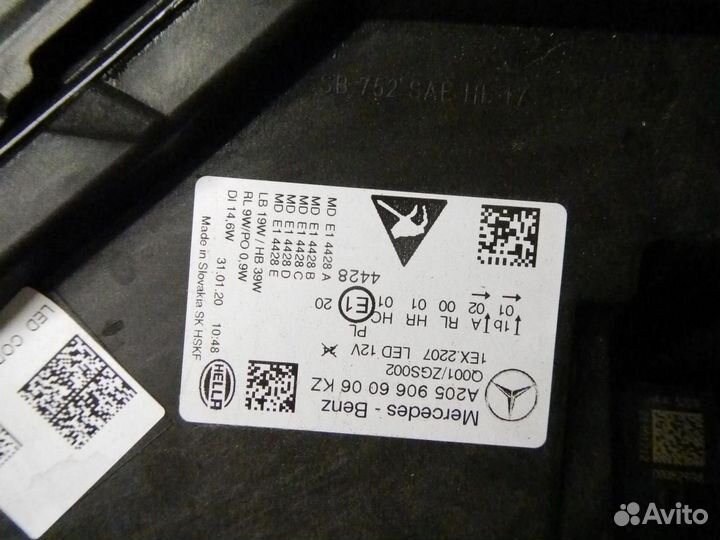 SB 752 SAE HL 17
Mercedes - Benz
A205 906 60 06 KZ
Q001/ZGS002
1EX.2207 LED 12V
PL
1b A RL HR HC E1 20
01 02 00 01 01
4428
MD E1 4428 A
MD E1 4428 B
MD E1 4428 C
MD E1 4428 D
MD E1 4428 E
LB 19W / HB 39W
RL 9W/PO 0,9W
DI 14,6W
31.01.20 10:48
Made in Slovakia SK HSKF
HELLA
Avito